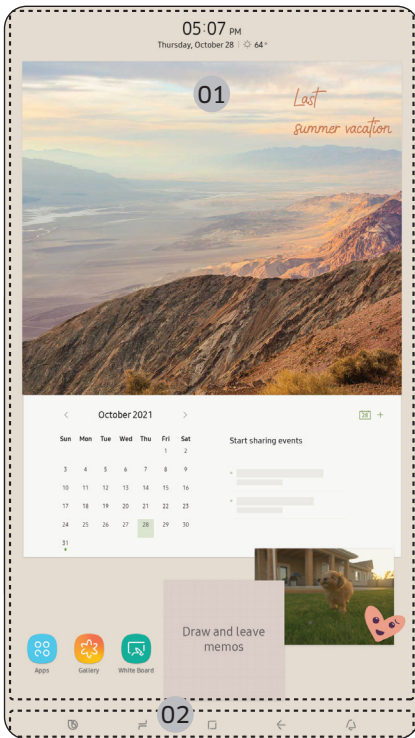 05:07 PM
Thursday, October 28 | 64°
01
Last
summer vacation
< October 2021 >
28 +
Sun Mon Tue Wed Thu Fri Sat
1 2
3 4 5 6 7 8 9
10 11 12 13 14 15 16
17 18 19 20 21 22 23
24 25 26 27 28 29 30
31
Start sharing events
Draw and leave
memos
Apps
Gallery
White Board
02